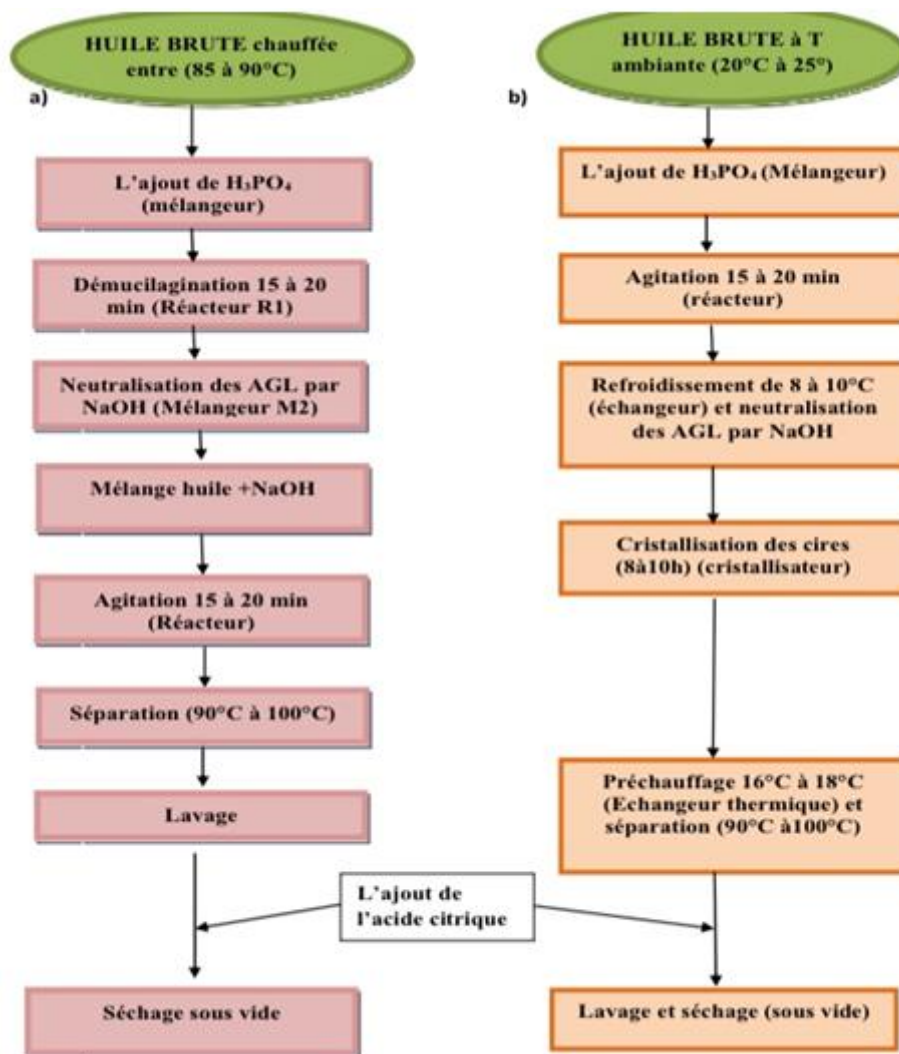 HUILE BRUTE chauffée
entre (85 à 90°C)
a)
L'ajout de H₃PO₄
(mélangeur)
Démucilagination 15 à 20
min (Réacteur R1)
Neutralisation des AGL par
NaOH (Mélangeur M2)
Mélange huile +NaOH
Agitation 15 à 20 min
(Réacteur)
Séparation (90°C à 100°C)
Lavage
Séchage sous vide
HUILE BRUTE à T
ambiante (20°C à 25°)
b)
L'ajout de H₃PO₄ (Mélangeur)
Agitation 15 à 20 min
(réacteur)
Refroidissement de 8 à 10°C
(échangeur) et neutralisation
des AGL par NaOH
Cristallisation des cires
(8à10h) (cristallisateur)
Préchauffage 16°C à 18°C
(Echangeur thermique) et
séparation (90°C à100°C)
L'ajout de
l'acide citrique
Lavage et séchage (sous vide)